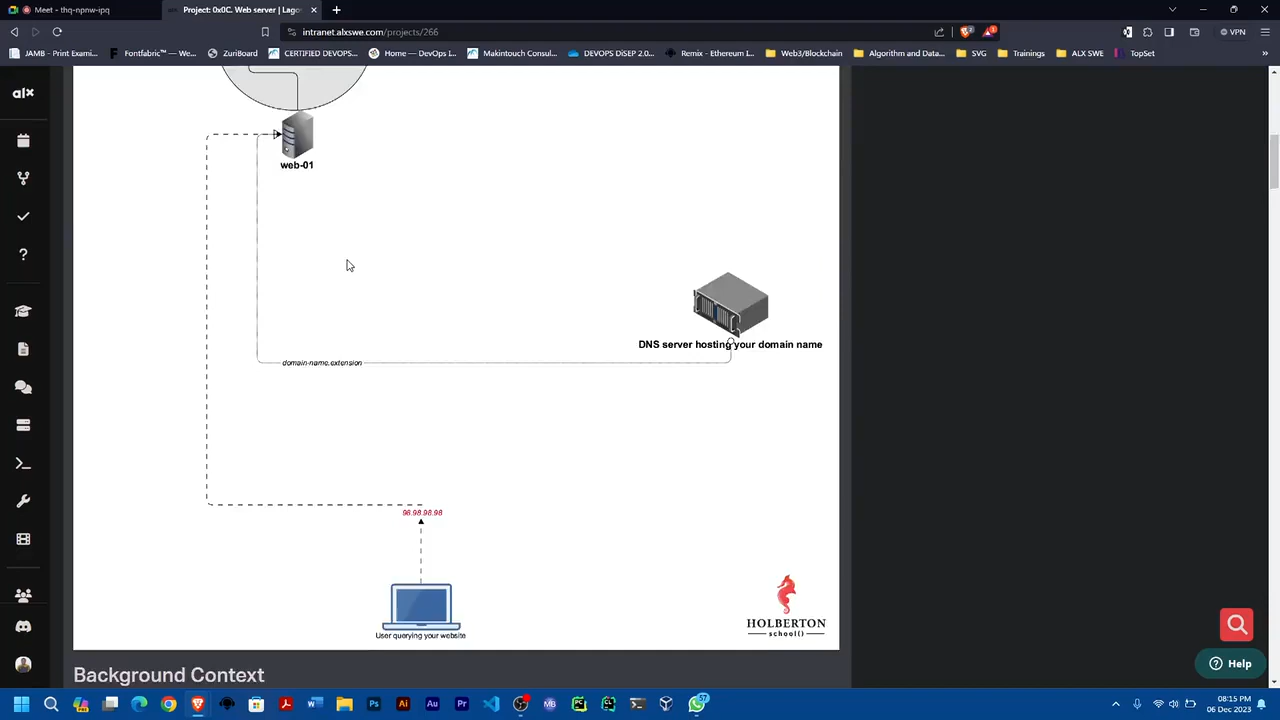 Meet - thq-npnw-ipq
Project: 0x0C. Web server | Lago
intranet.alxswe.com/projects/266
VPN
JAMB - Print Exami...
Fontfabric™ — We...
ZuriBoard
CERTIFIED DEVOPS...
Home — DevOps I...
Makintouch Consul...
DEVOPS DiSEP 2.0...
Remix - Ethereum I...
Web3/Blockchain
Algorithm and Data...
SVG
Trainings
ALX SWE
TopSet
alx
web-01
DNS server hosting your domain name
domain-name.extension
98.98.98.98
User querying your website
HOLBERTON
school()
Background Context
Help
57
08:15 PM
06 Dec 2023